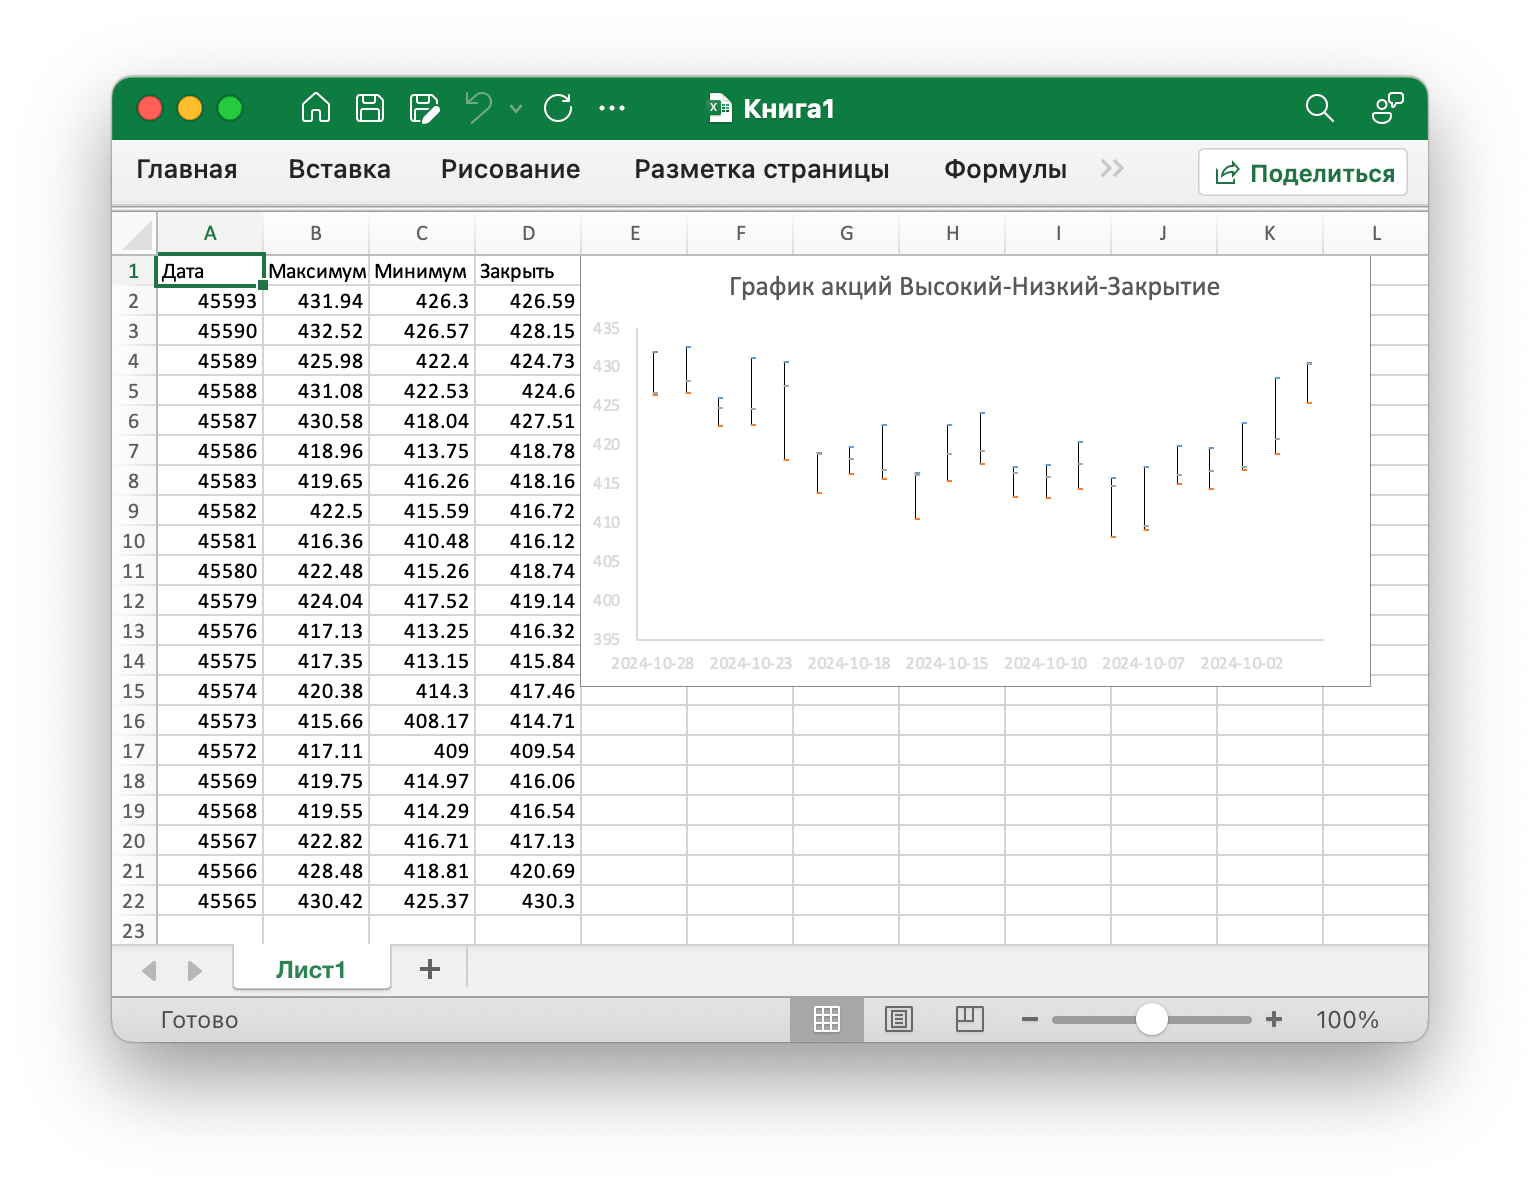 Книга1
Главная Вставка Рисование Разметка страницы Формулы Поделиться
A B C D E F G H I J K L
1 Дата Максимум Минимум Закрыть
2 45593 431.94 426.3 426.59
3 45590 432.52 426.57 428.15
4 45589 425.98 422.4 424.73
5 45588 431.08 422.53 424.6
6 45587 430.58 418.04 427.51
7 45586 418.96 413.75 418.78
8 45583 419.65 416.26 418.16
9 45582 422.5 415.59 416.72
10 45581 416.36 410.48 416.12
11 45580 422.48 415.26 418.74
12 45579 424.04 417.52 419.14
13 45576 417.13 413.25 416.32
14 45575 417.35 413.15 415.84
15 45574 420.38 414.3 417.46
16 45573 415.66 408.17 414.71
17 45572 417.11 409 409.54
18 45569 419.75 414.97 416.06
19 45568 419.55 414.29 416.54
20 45567 422.82 416.71 417.13
21 45566 428.48 418.81 420.69
22 45565 430.42 425.37 430.3
23
График акций Высокий-Низкий-Закрытие
435
430
425
420
415
410
405
400
395
2024-10-28 2024-10-23 2024-10-18 2024-10-15 2024-10-10 2024-10-07 2024-10-02
Лист1
Готово 100%